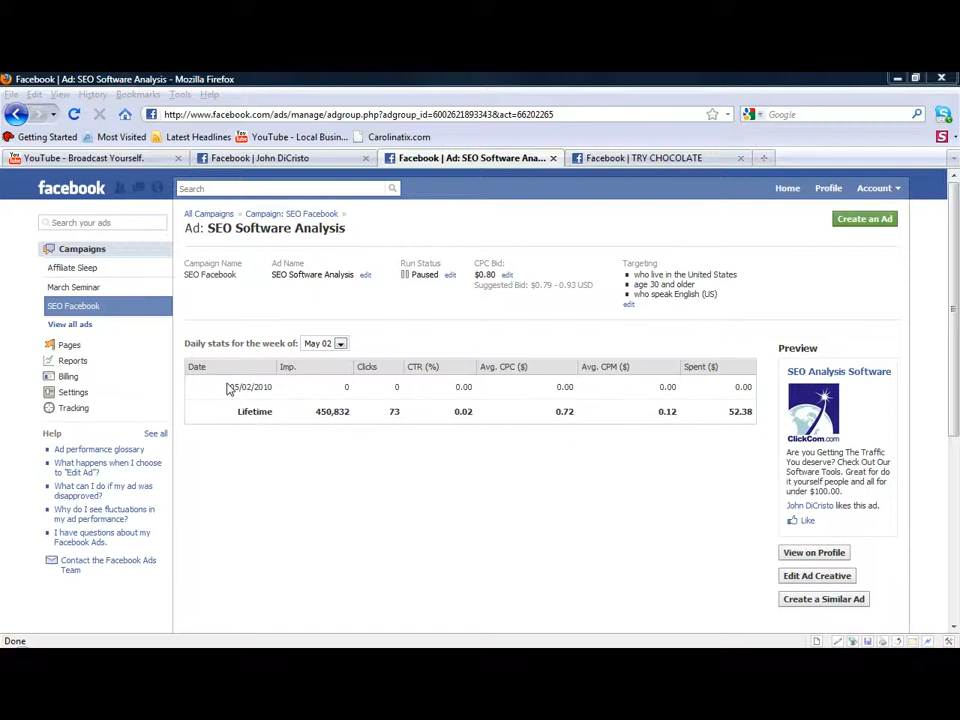 Facebook | Ad: SEO Software Analysis - Mozilla Firefox
File Edit View History Bookmarks Tools Help
http://www.facebook.com/ads/manage/adgroup.php?adgroup_id=6002621893343&act=66202265
Google
Getting Started Most Visited Latest Headlines YouTube - Local Busin... Carolinatix.com
YouTube - Broadcast Yourself. Facebook | John DiCristo Facebook | Ad: SEO Software Ana... Facebook | TRY CHOCOLATE
facebook Search Home Profile Account
Search your ads
Campaigns
Affiliate Sleep
March Seminar
SEO Facebook
View all ads
Pages
Reports
Billing
Settings
Tracking
Help See all
Ad performance glossary
What happens when I choose
to "Edit Ad"?
What can I do if my ad was
disapproved?
Why do I see fluctuations in
my ad performance?
I have questions about my
Facebook Ads.
Contact the Facebook Ads
Team
All Campaigns » Campaign: SEO Facebook »
Ad: SEO Software Analysis
Create an Ad
Campaign Name Ad Name Run Status CPC Bid: Targeting
SEO Facebook SEO Software Analysis edit Paused edit $0.80 edit who live in the United States
Suggested Bid: $0.79 - 0.93 USD age 30 and older
who speak English (US)
edit
Daily stats for the week of: May 02
Date Imp. Clicks CTR (%) Avg. CPC ($) Avg. CPM ($) Spent ($)
05/02/2010 0 0 0.00 0.00 0.00 0.00
Lifetime 450,832 73 0.02 0.72 0.12 52.38
Preview
SEO Analysis Software
ClickCom.com
Are you Getting The Traffic
You deserve? Check Out Our
Software Tools. Great for do
it yourself people and all for
under $100.00.
John DiCristo likes this ad.
Like
View on Profile
Edit Ad Creative
Create a Similar Ad
Done